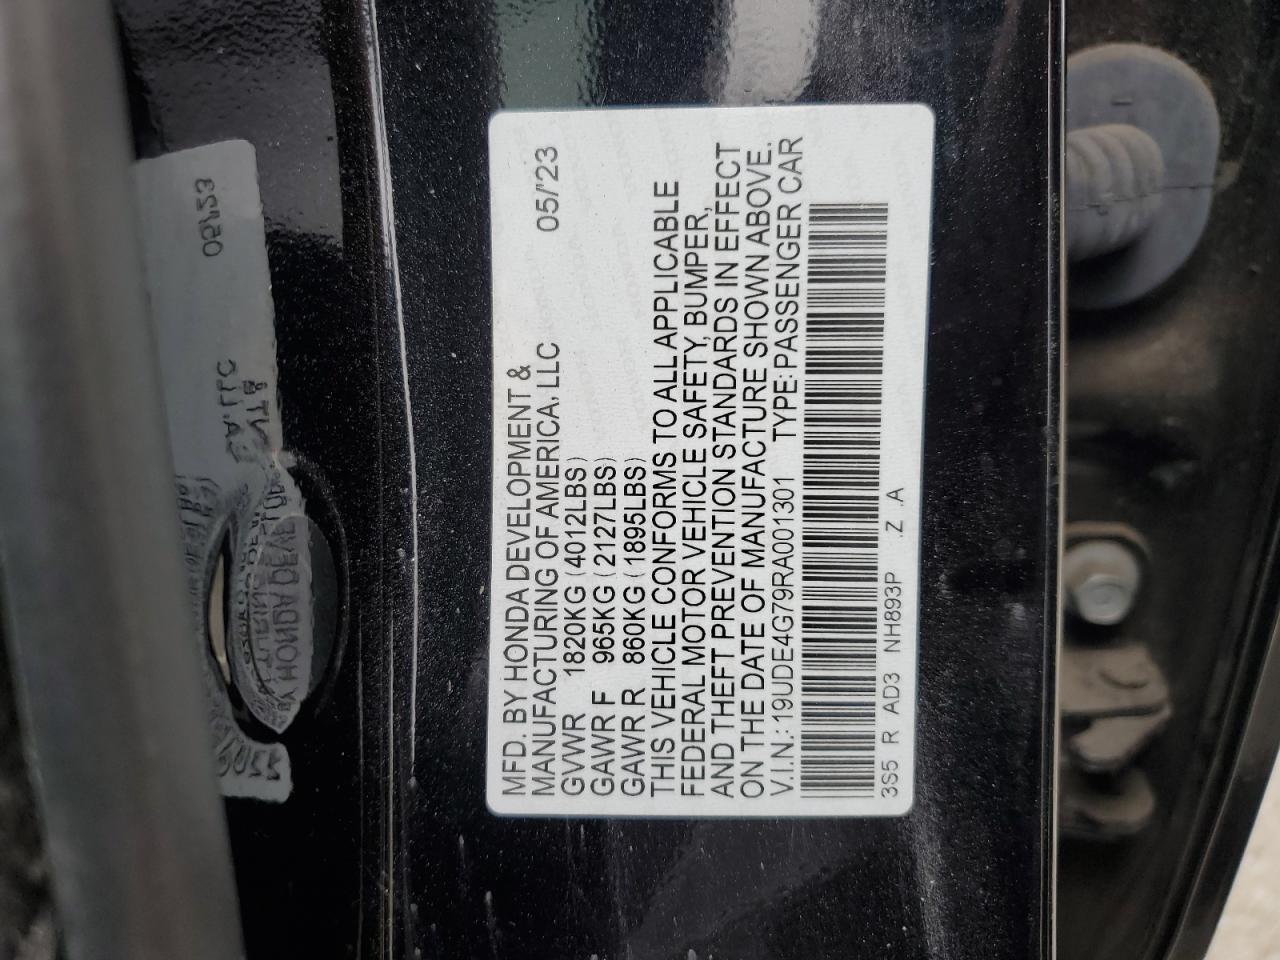 MFD. BY HONDA DEVELOPMENT &
MANUFACTURING OF AMERICA, LLC 05/'23
GVWR 1820KG (4012LBS)
GAWR F 965KG (2127LBS)
GAWR R 860KG (1895LBS)
THIS VEHICLE CONFORMS TO ALL APPLICABLE
FEDERAL MOTOR VEHICLE SAFETY, BUMPER,
AND THEFT PREVENTION STANDARDS IN EFFECT
ON THE DATE OF MANUFACTURE SHOWN ABOVE.
V.I.N.: 19UDE4G79RA001301 TYPE: PASSENGER CAR
3S5 R AD3 NH893P .Z .A